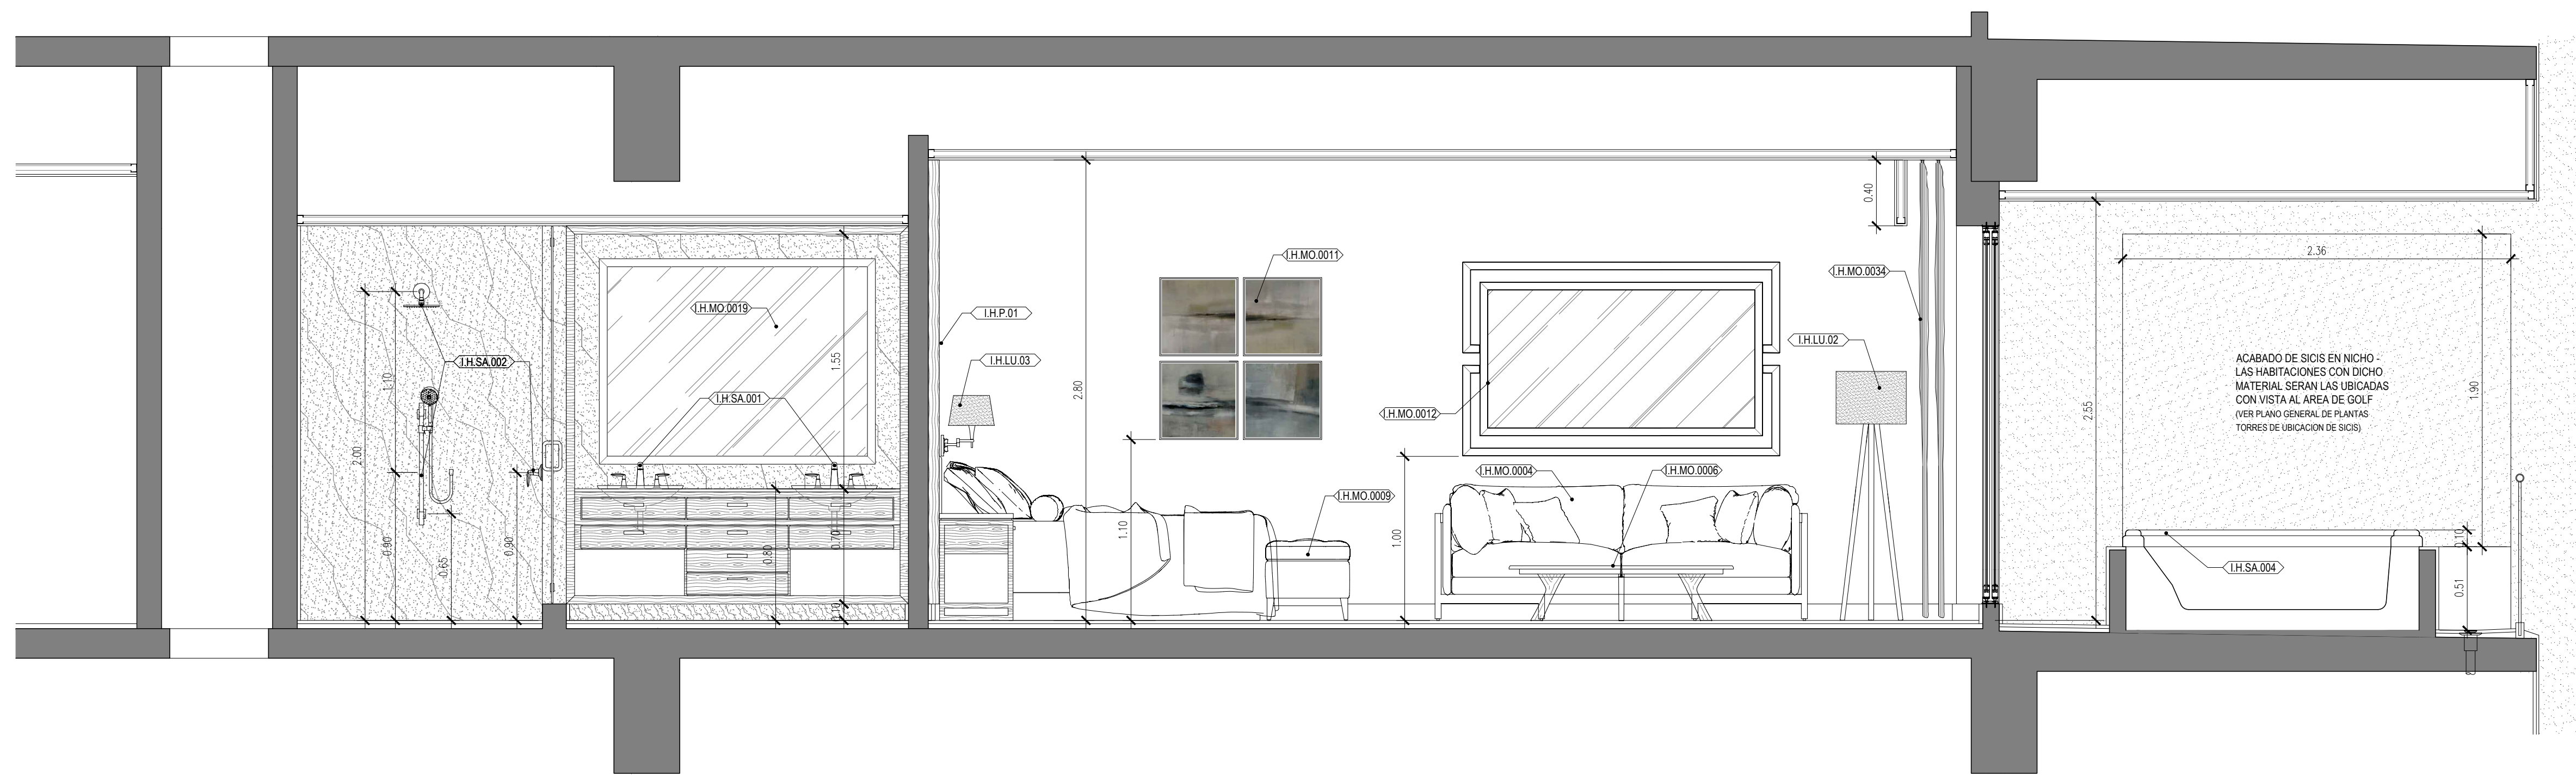 2.00
1.10
0.90
0.65
0.90
I.H.SA.002
I.H.MO.0019
I.H.SA.001
1.55
0.80
0.70
0.10
I.H.P.01
I.H.LU.03
2.80
1.10
I.H.MO.0011
I.H.MO.0009
I.H.MO.0012
1.00
I.H.MO.0004
I.H.MO.0006
0.40
I.H.MO.0034
I.H.LU.02
2.55
2.36
1.90
ACABADO DE SICIS EN NICHO -
LAS HABITACIONES CON DICHO
MATERIAL SERAN LAS UBICADAS
CON VISTA AL AREA DE GOLF
(VER PLANO GENERAL DE PLANTAS
TORRES DE UBICACION DE SICIS)
I.H.SA.004
0.10
0.51